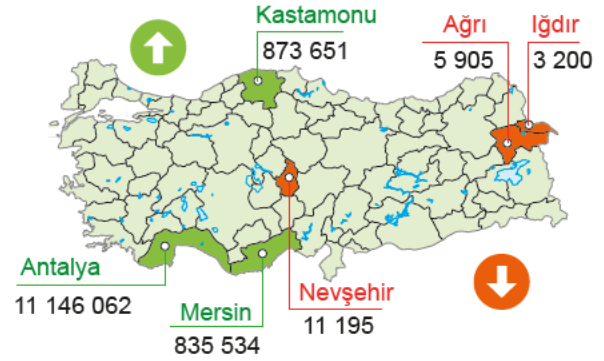 Kastamonu
873 651
Ağrı
5 905
Iğdır
3 200
Antalya
11 146 062
Mersin
835 534
Nevşehir
11 195